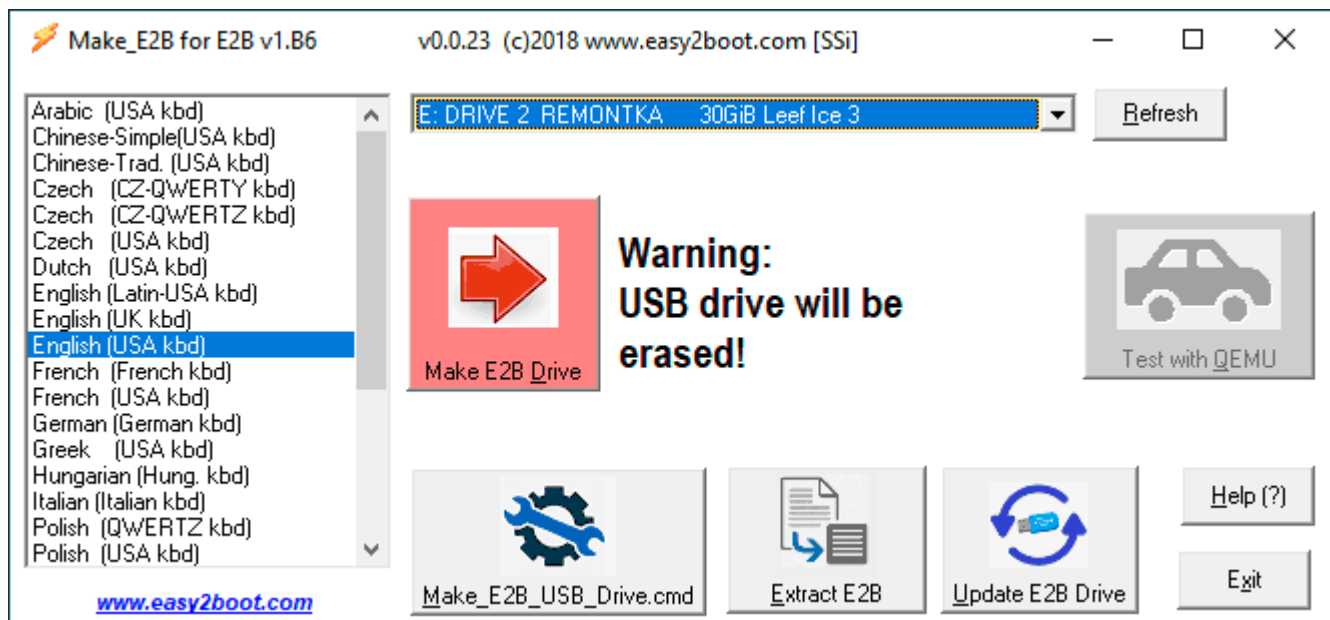 Make_E2B for E2B v1.B6 v0.0.23 (c)2018 www.easy2boot.com [SSi]
Arabic (USA kbd)
Chinese-Simple(USA kbd)
Chinese-Trad. (USA kbd)
Czech (CZ-QWERTY kbd)
Czech (CZ-QWERTZ kbd)
Czech (USA kbd)
Dutch (USA kbd)
English (Latin-USA kbd)
English (UK kbd)
English (USA kbd)
French (French kbd)
French (USA kbd)
German (German kbd)
Greek (USA kbd)
Hungarian (Hung. kbd)
Italian (Italian kbd)
Polish (QWERTZ kbd)
Polish (USA kbd)
www.easy2boot.com
E: DRIVE 2 REMONTKA 30GiB Leef Ice 3
Refresh
Make E2B Drive
Warning:
USB drive will be
erased!
Test with QEMU
Make_E2B_USB_Drive.cmd
Extract E2B
Update E2B Drive
Help (?)
Exit